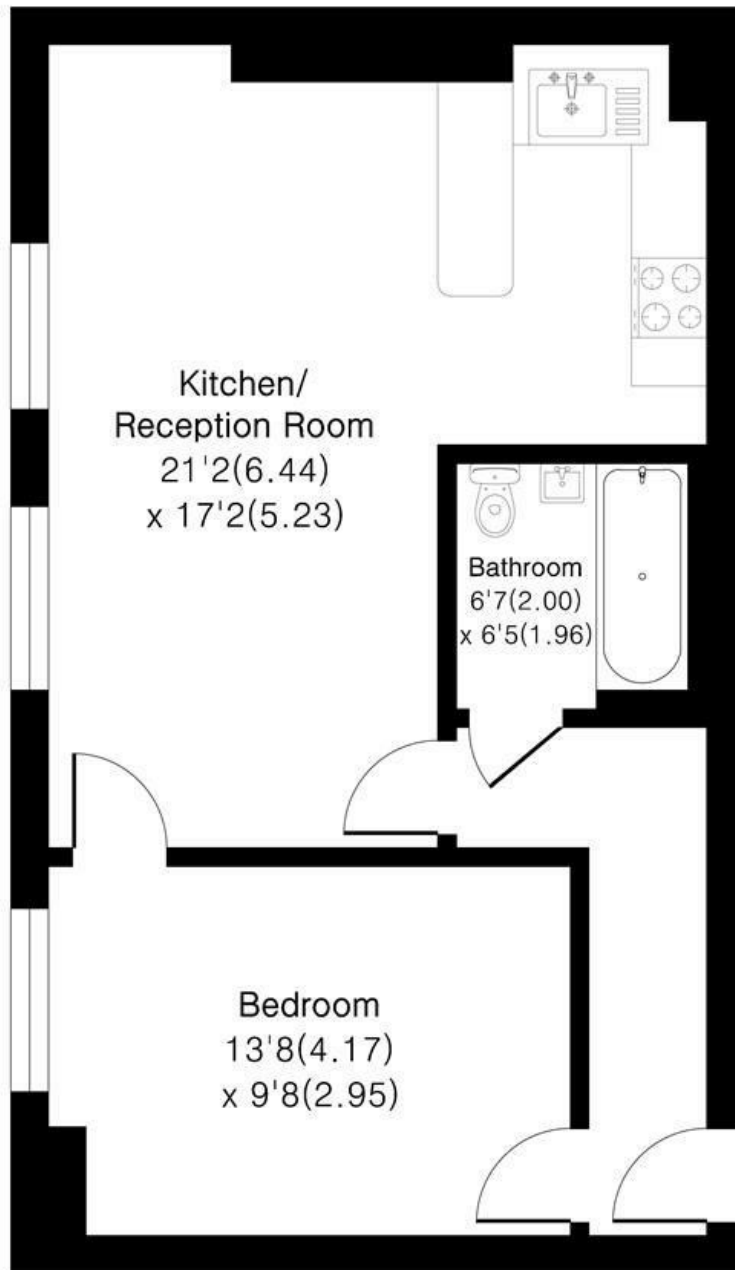 Kitchen/
Reception Room
21'2(6.44)
x 17'2(5.23)
Bathroom
6'7(2.00)
x 6'5(1.96)
Bedroom
13'8(4.17)
x 9'8(2.95)